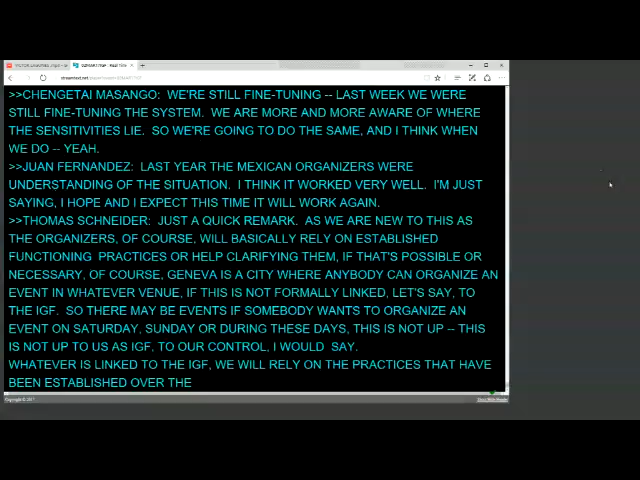 streamtext.net
>>CHENGETAI MASANGO:  WE'RE STILL FINE-TUNING -- LAST WEEK WE WERE
STILL FINE-TUNING THE SYSTEM.  WE ARE MORE AND MORE AWARE OF WHERE
THE SENSITIVITIES LIE.  SO WE'RE GOING TO DO THE SAME, AND I THINK WHEN
WE DO -- YEAH.
>>JUAN FERNANDEZ:  LAST YEAR THE MEXICAN ORGANIZERS WERE
UNDERSTANDING OF THE SITUATION.  I THINK IT WORKED VERY WELL.  I'M JUST
SAYING, I HOPE AND I EXPECT THIS TIME IT WILL WORK AGAIN.
>>THOMAS SCHNEIDER:  JUST A QUICK REMARK.  AS WE ARE NEW TO THIS AS
THE ORGANIZERS, OF COURSE, WILL BASICALLY RELY ON ESTABLISHED
FUNCTIONING  PRACTICES OR HELP CLARIFYING THEM, IF THAT'S POSSIBLE OR
NECESSARY, OF COURSE, GENEVA IS A CITY WHERE ANYBODY CAN ORGANIZE AN
EVENT IN WHATEVER VENUE, IF THIS IS NOT FORMALLY LINKED, LET'S SAY, TO
THE IGF.  SO THERE MAY BE EVENTS IF SOMEBODY WANTS TO ORGANIZE AN
EVENT ON SATURDAY, SUNDAY OR DURING THESE DAYS, THIS IS NOT UP -- THIS
IS NOT UP TO US AS IGF, TO OUR CONTROL, I WOULD  SAY.
WHATEVER IS LINKED TO THE IGF, WE WILL RELY ON THE PRACTICES THAT HAVE
BEEN ESTABLISHED OVER THE
Copyright © 2017